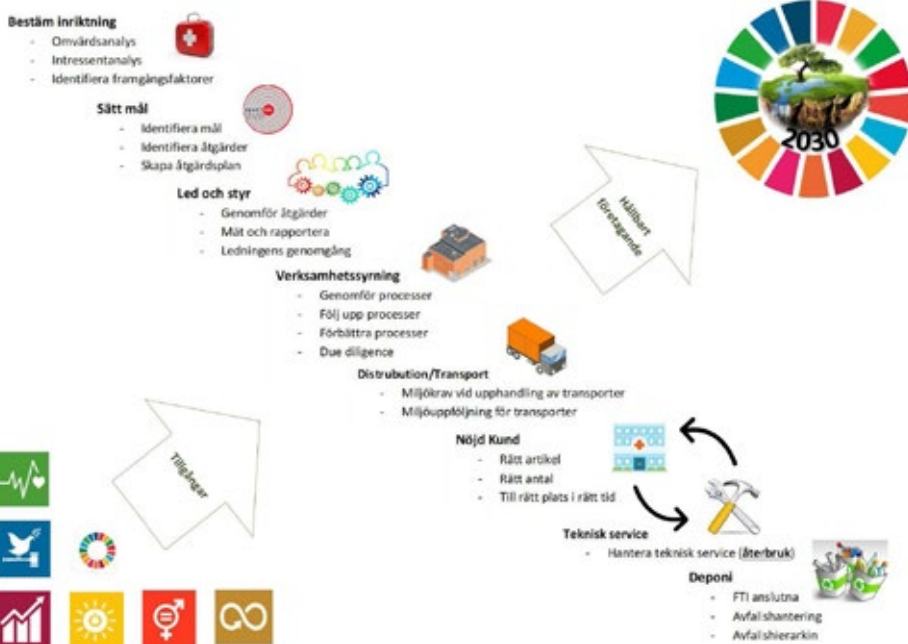 Bestäm inriktning
- Omvärdsanalys
- Intressentanalys
- Identifiera framgångsfaktorer
Sätt mål
- Identifiera mål
- Identifiera åtgärder
- Skapa åtgärdsplan
Led och styr
- Genomför åtgärder
- Mät och rapportera
- Ledningens genomgång
Verksamhetssyrning
- Genomför processer
- Följ upp processer
- Förbättra processer
- Due diligence
Distrubution/Transport
- Miljökrav vid upphandling av transporter
- Miljöuppföljning för transporter
Nöjd Kund
- Rätt artikel
- Rätt antal
- Till rätt plats i rätt tid
Teknisk service
- Hantera teknisk service (återbruk)
Deponi
- FTI anslutna
- Avfallshantering
- Avfallshierarkin
Tillgångar
Hållbart
företagande
2030